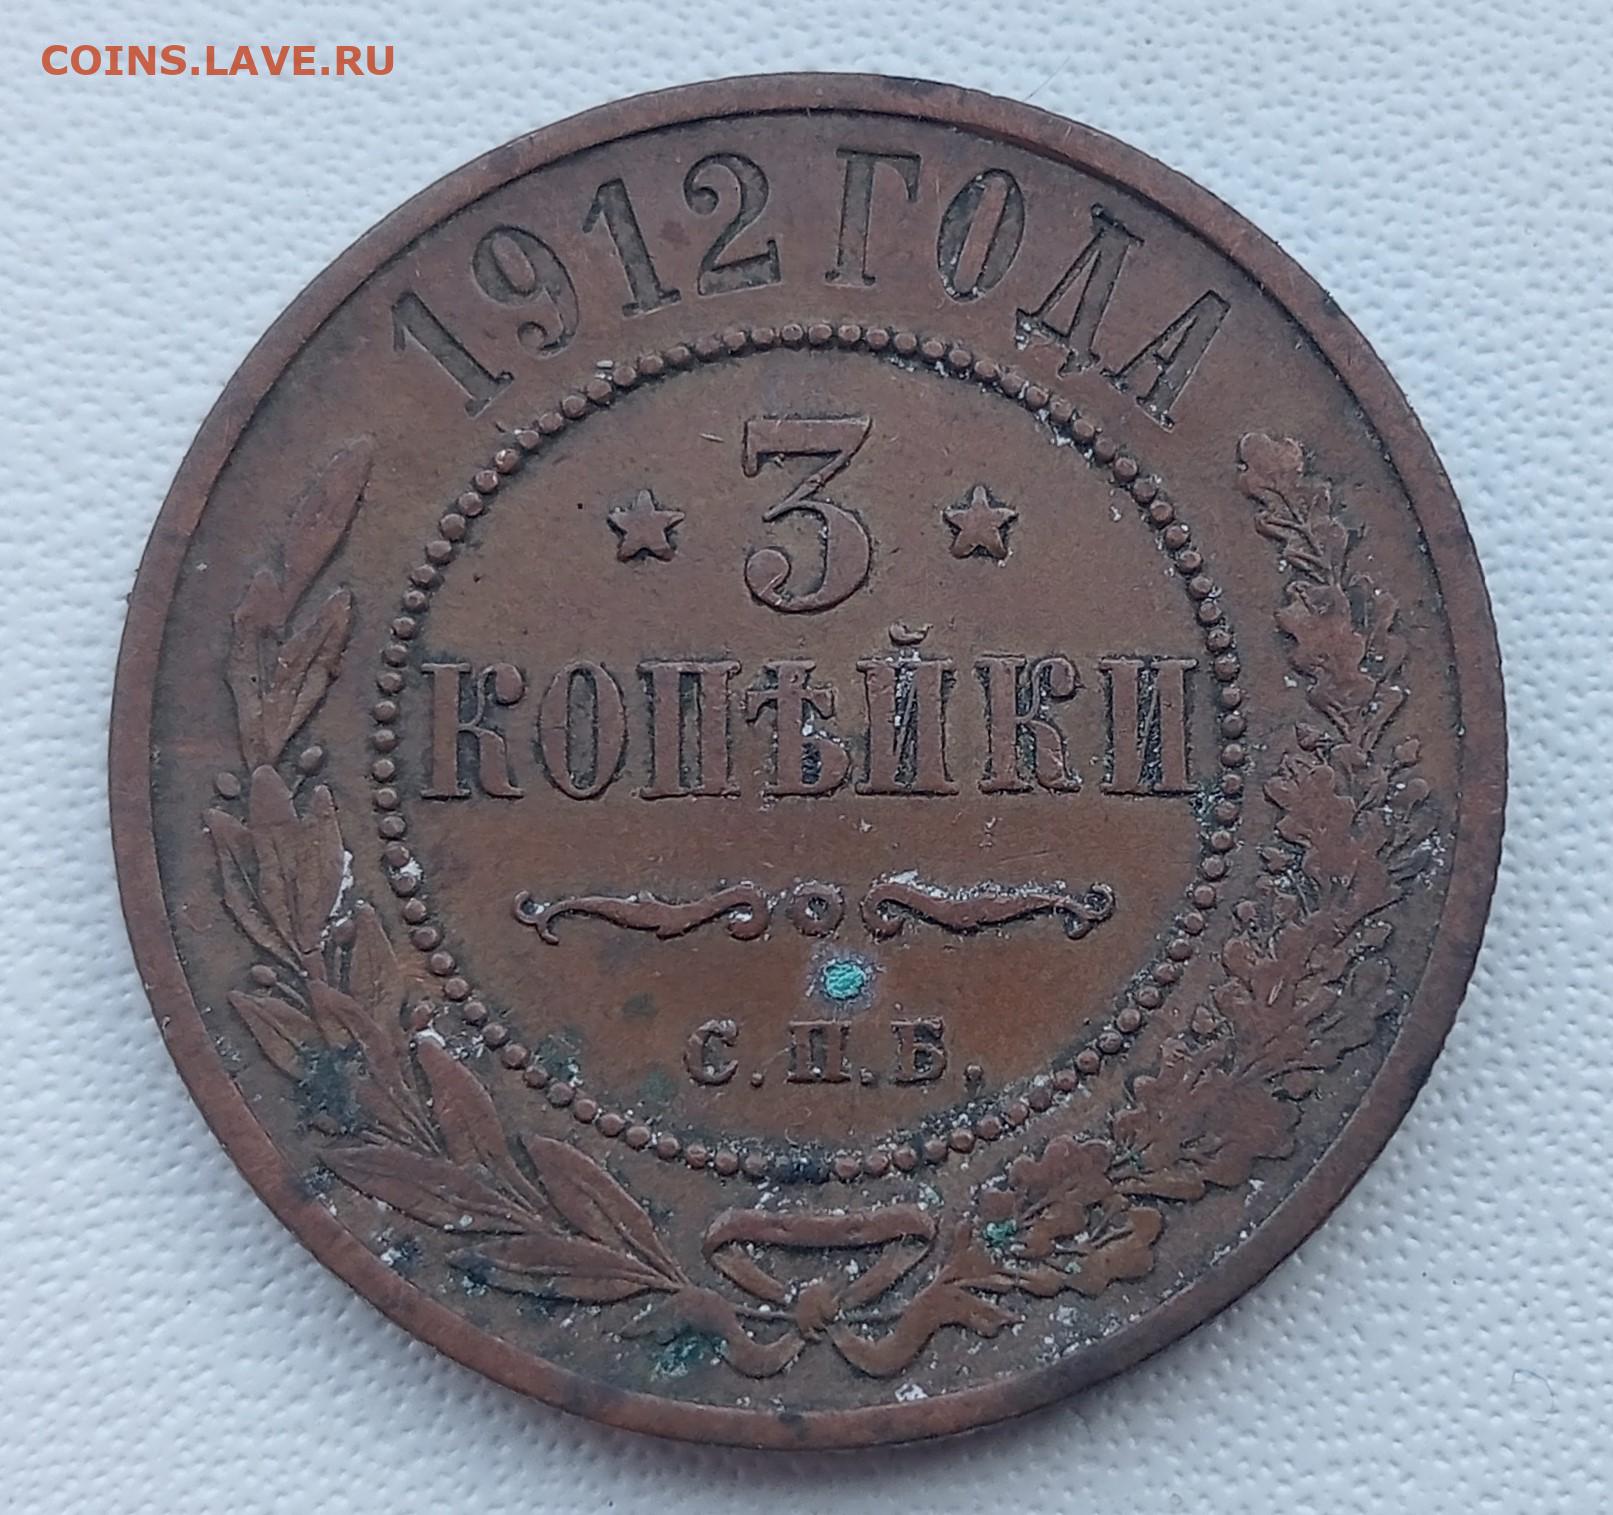 COINS.LAVE.RU
1912 ГОДА
3
КОПѢЙКИ
С.П.Б.